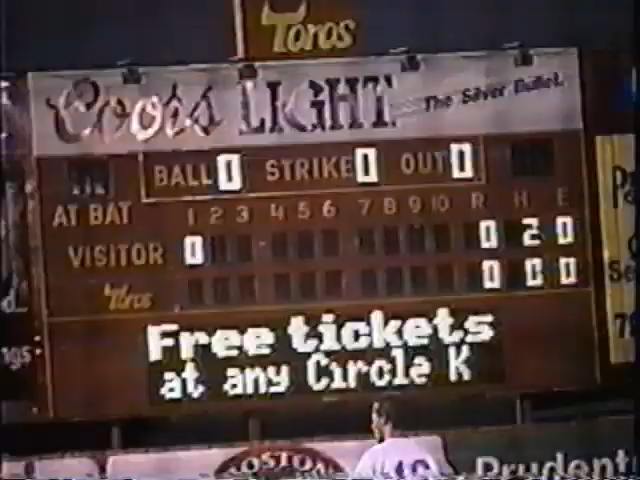 Toros
Coors LIGHT The Silver Bullet.
BALL 0 STRIKE 0 OUT 0
AT BAT 1 2 3 4 5 6 7 8 9 10 R H E
VISITOR 0 0 2 0
Toros 0 0 0
Free tickets
at any Circle K
BOSTON
Prudent